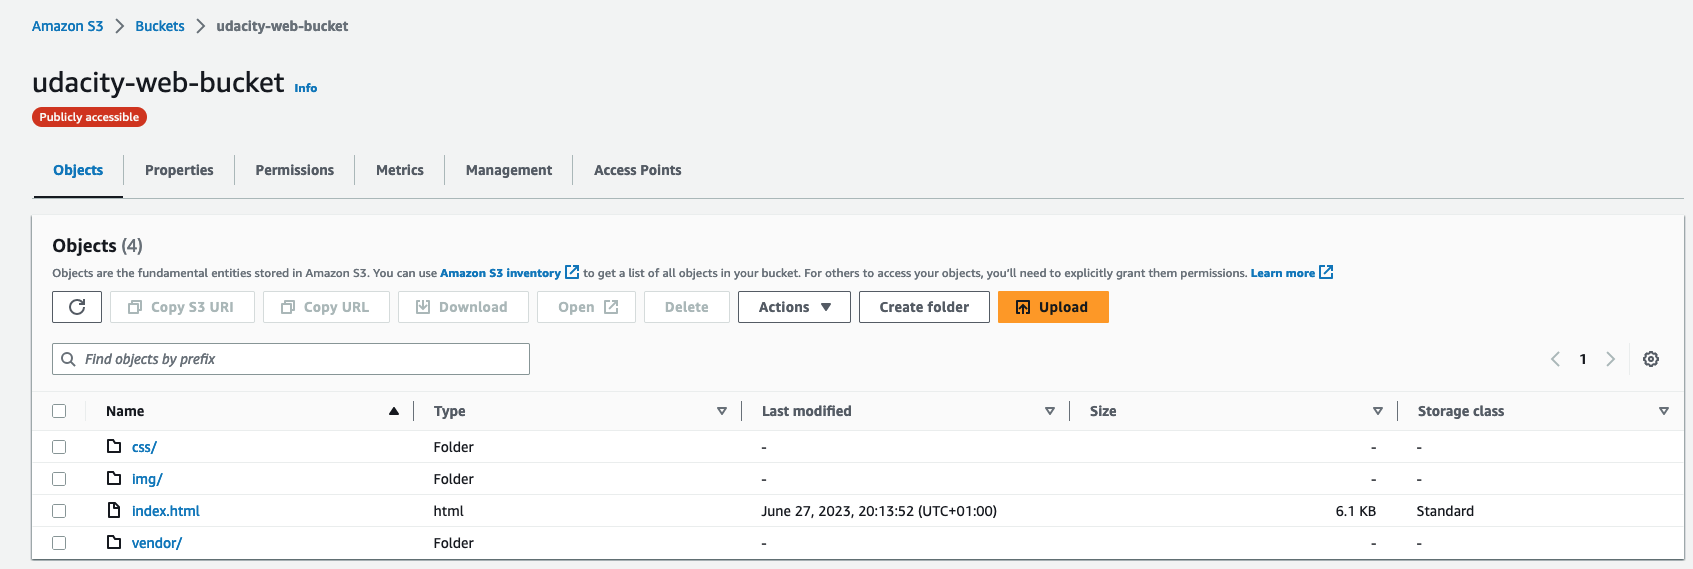 Amazon S3 > Buckets > udacity-web-bucket
udacity-web-bucket Info
Publicly accessible
Objects Properties Permissions Metrics Management Access Points
Objects (4)
Objects are the fundamental entities stored in Amazon S3. You can use Amazon S3 inventory to get a list of all objects in your bucket. For others to access your objects, you'll need to explicitly grant them permissions. Learn more
Copy S3 URI Copy URL Download Open Delete Actions Create folder Upload
Find objects by prefix
< 1 >
Name Type Last modified Size Storage class
css/ Folder - - -
img/ Folder - - -
index.html html June 27, 2023, 20:13:52 (UTC+01:00) 6.1 KB Standard
vendor/ Folder - - -